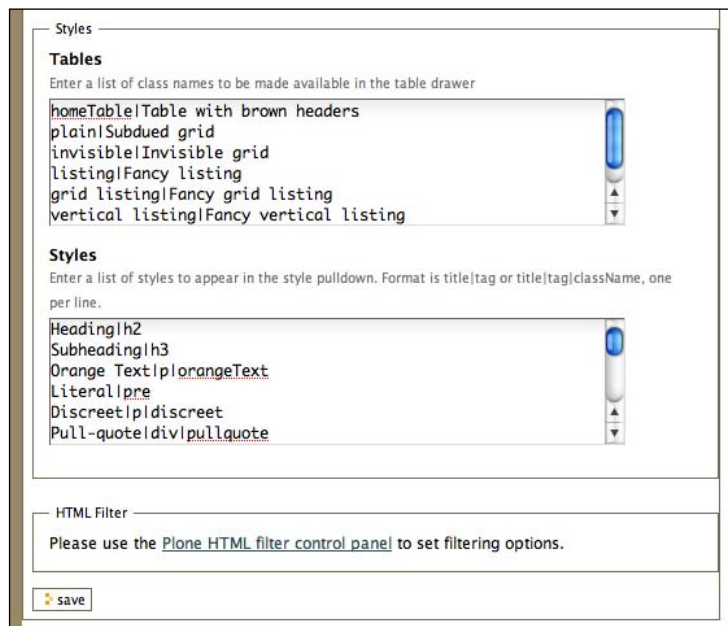 Styles
Tables
Enter a list of class names to be made available in the table drawer
homeTable|Table with brown headers
plain|Subdued grid
invisible|Invisible grid
listing|Fancy listing
grid listing|Fancy grid listing
vertical listing|Fancy vertical listing
Styles
Enter a list of styles to appear in the style pulldown. Format is title|tag or title|tag|className, one
per line.
Heading|h2
Subheading|h3
Orange Text|p|orangeText
Literal|pre
Discreet|p|discreet
Pull-quote|div|pullquote
HTML Filter
Please use the Plone HTML filter control panel to set filtering options.
save